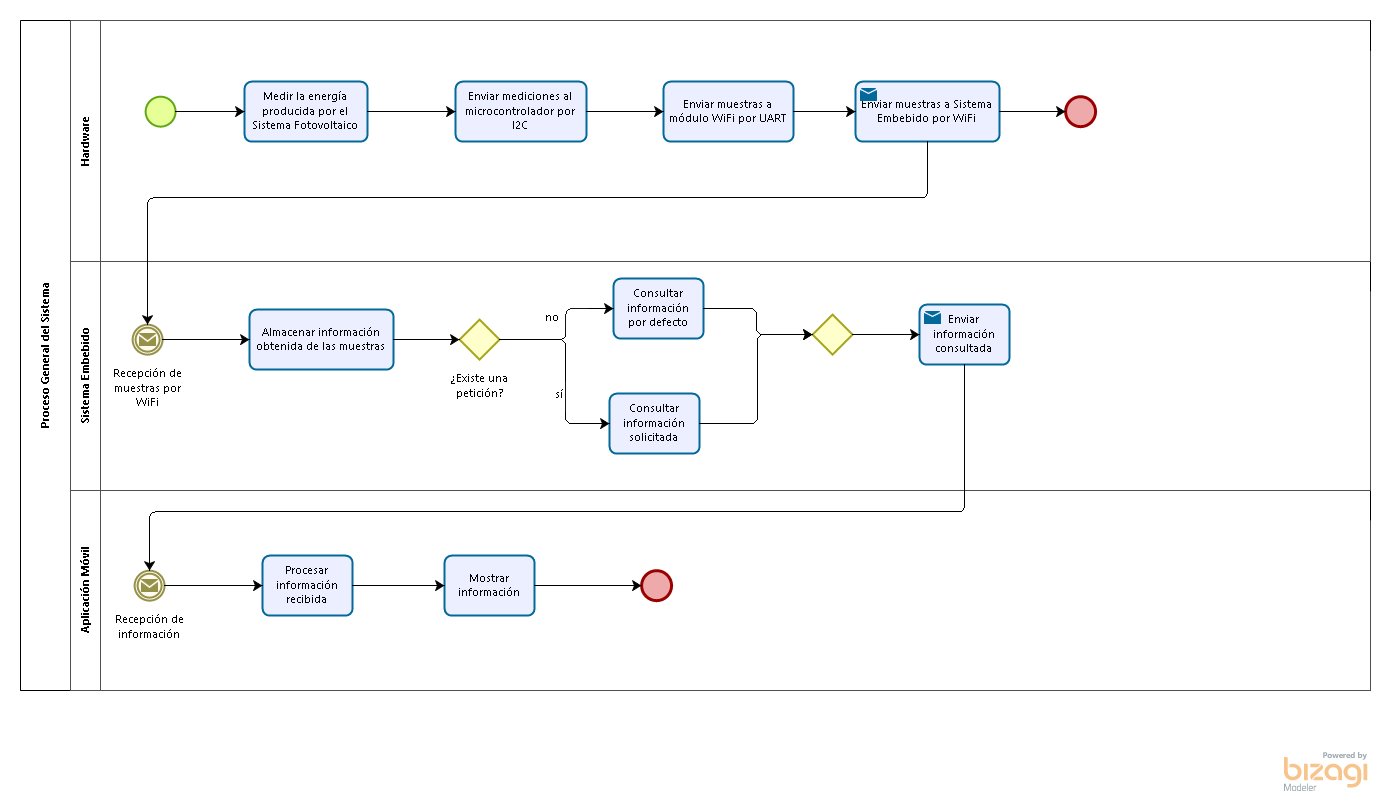 Proceso General del Sistema
Hardware
Medir la energía
producida por el
Sistema Fotovoltaico
Enviar mediciones al
microcontrolador por
I2C
Enviar muestras a
módulo WiFi por UART
Enviar muestras a Sistema
Embebido por WiFi
Sistema Embebido
Recepción de
muestras por
WiFi
Almacenar información
obtenida de las muestras
¿Existe una
petición?
no
sí
Consultar
información
por defecto
Consultar
información
solicitada
Enviar
información
consultada
Aplicación Móvil
Recepción de
información
Procesar
información
recibida
Mostrar
información
Powered by
bizagi
Modeler